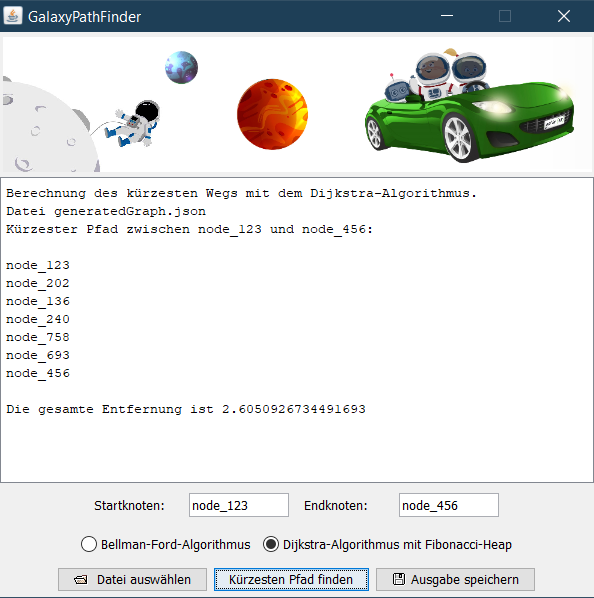 GalaxyPathFinder
Berechnung des kürzesten Wegs mit dem Dijkstra-Algorithmus.
Datei generatedGraph.json
Kürzester Pfad zwischen node_123 und node_456:
node_123
node_202
node_136
node_240
node_758
node_693
node_456
Die gesamte Entfernung ist 2.6050926734491693
Startknoten: node_123 Endknoten: node_456
Bellman-Ford-Algorithmus Dijkstra-Algorithmus mit Fibonacci-Heap
Datei auswählen Kürzesten Pfad finden Ausgabe speichern